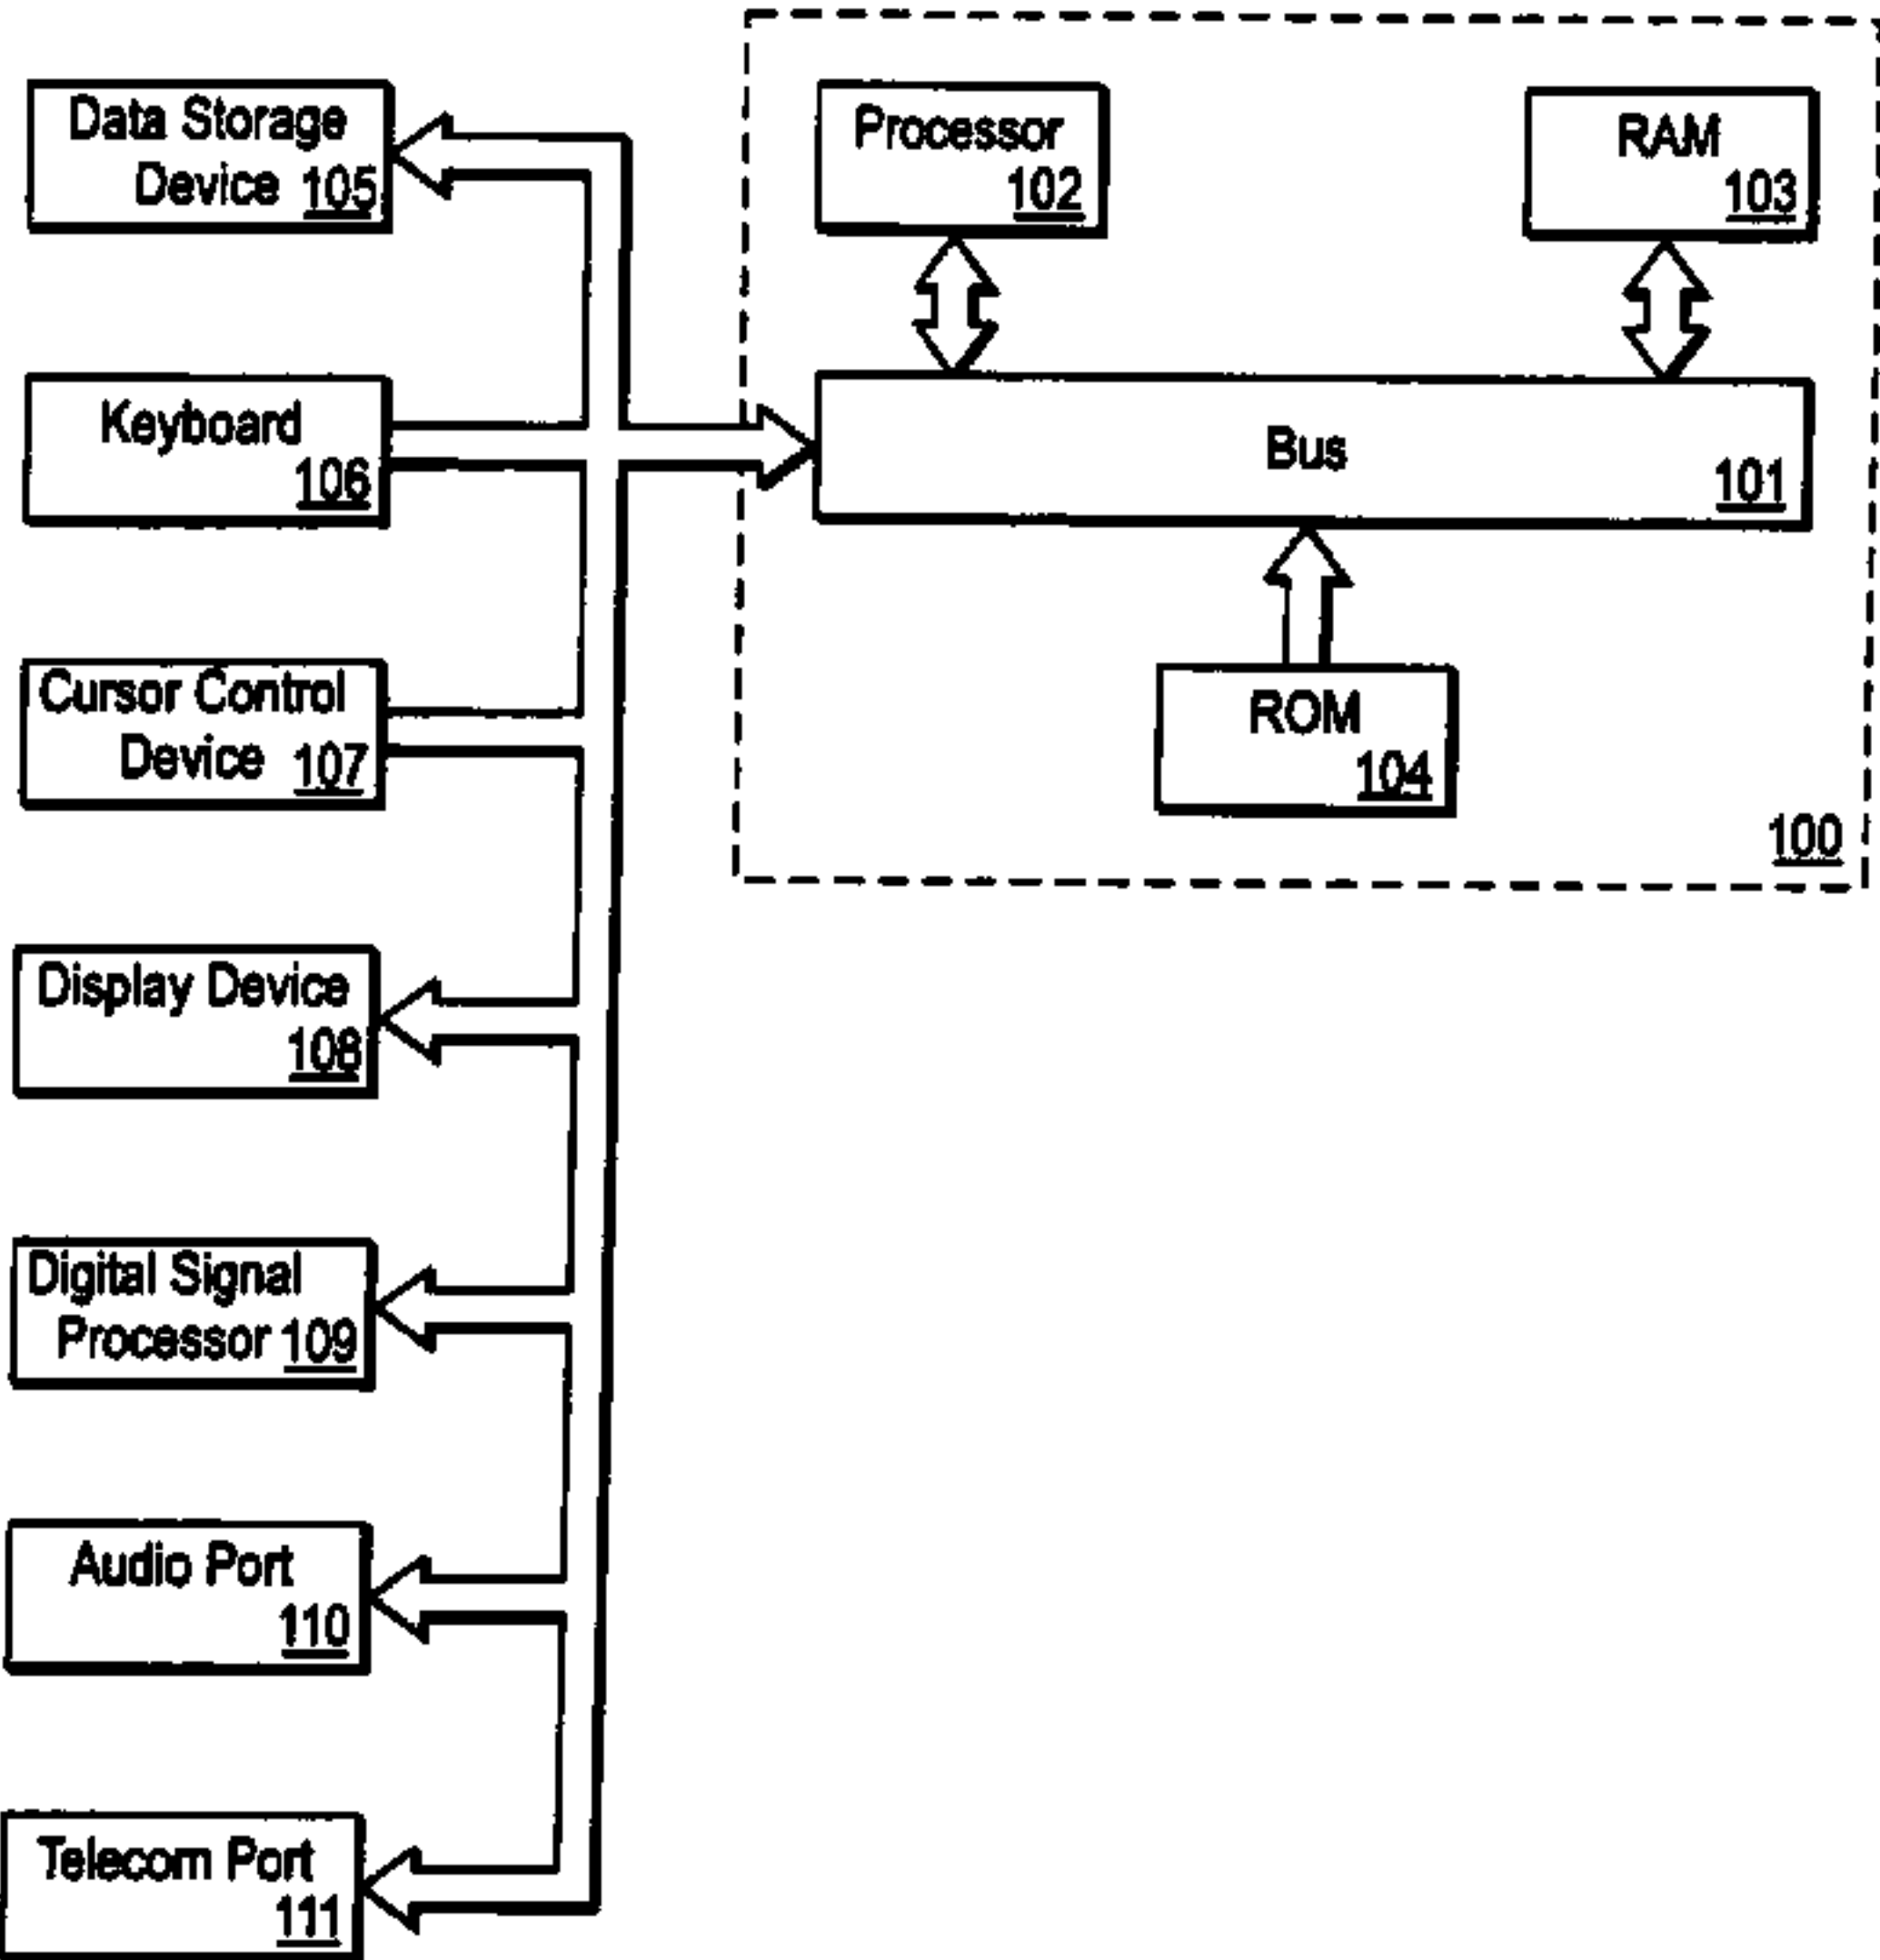 Data Storage
Device 105
Processor
102
RAM
103
Keyboard
106
Bus
101
Cursor Control
Device 107
ROM
104
100
Display Device
108
Digital Signal
Processor 109
Audio Port
110
Telecom Port
111